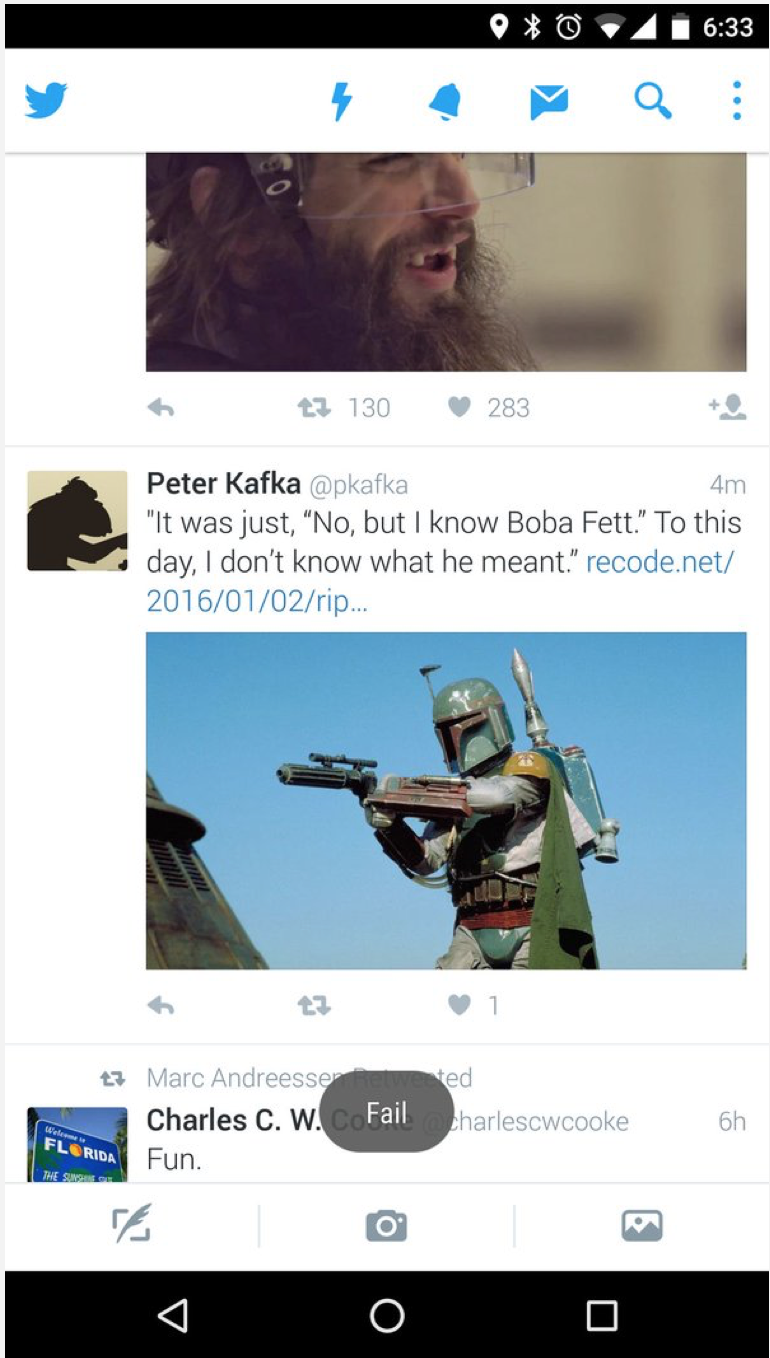 6:33
130 283
Peter Kafka @pkafka 4m
"It was just, “No, but I know Boba Fett.” To this
day, I don’t know what he meant.” recode.net/
2016/01/02/rip…
1
Marc Andreessen Retweeted
Charles C. W. Cooke @charlescwcooke 6h
Fail
Welcome to
FLORIDA
THE SUNSHINE STATE
Fun.